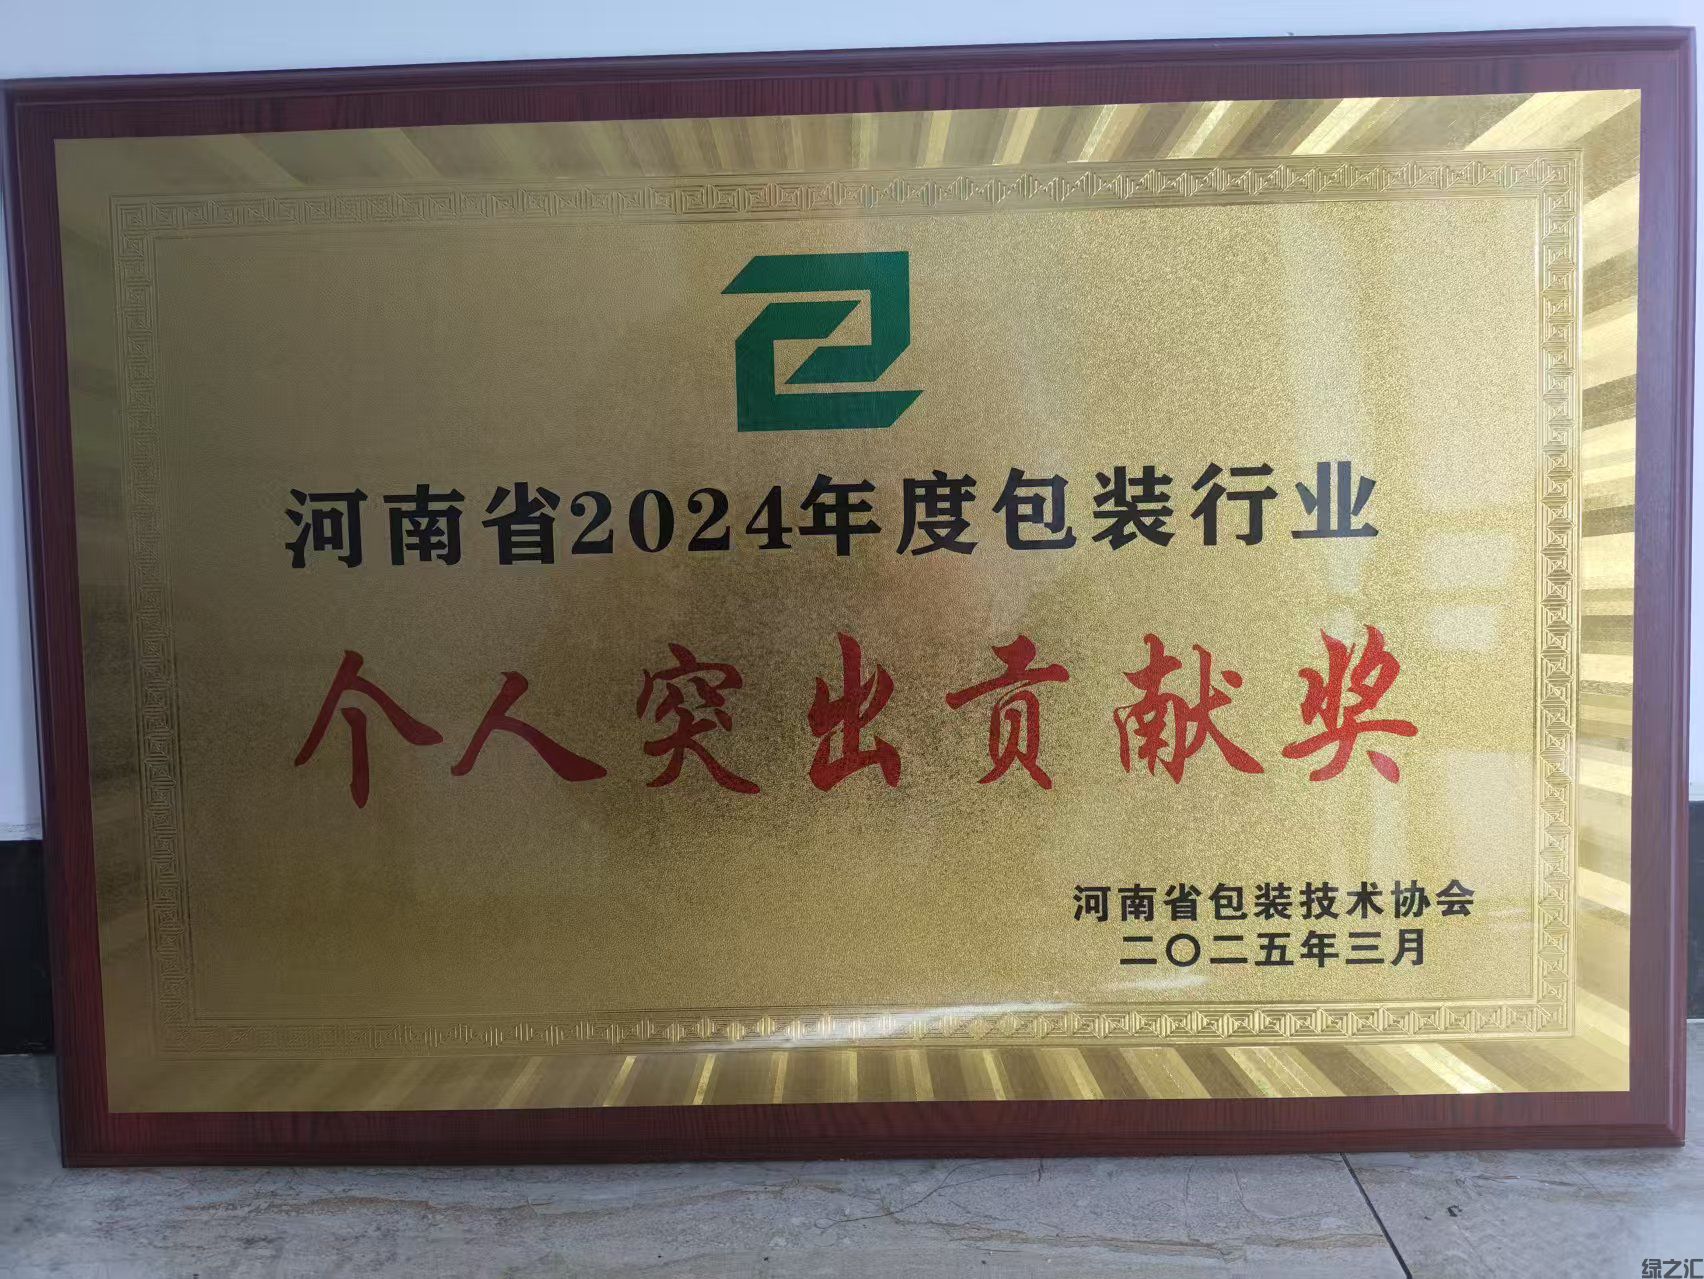 河南省2024年度包装行业
个人突出贡献奖
河南省包装技术协会
二〇二五年三月
绿之汇